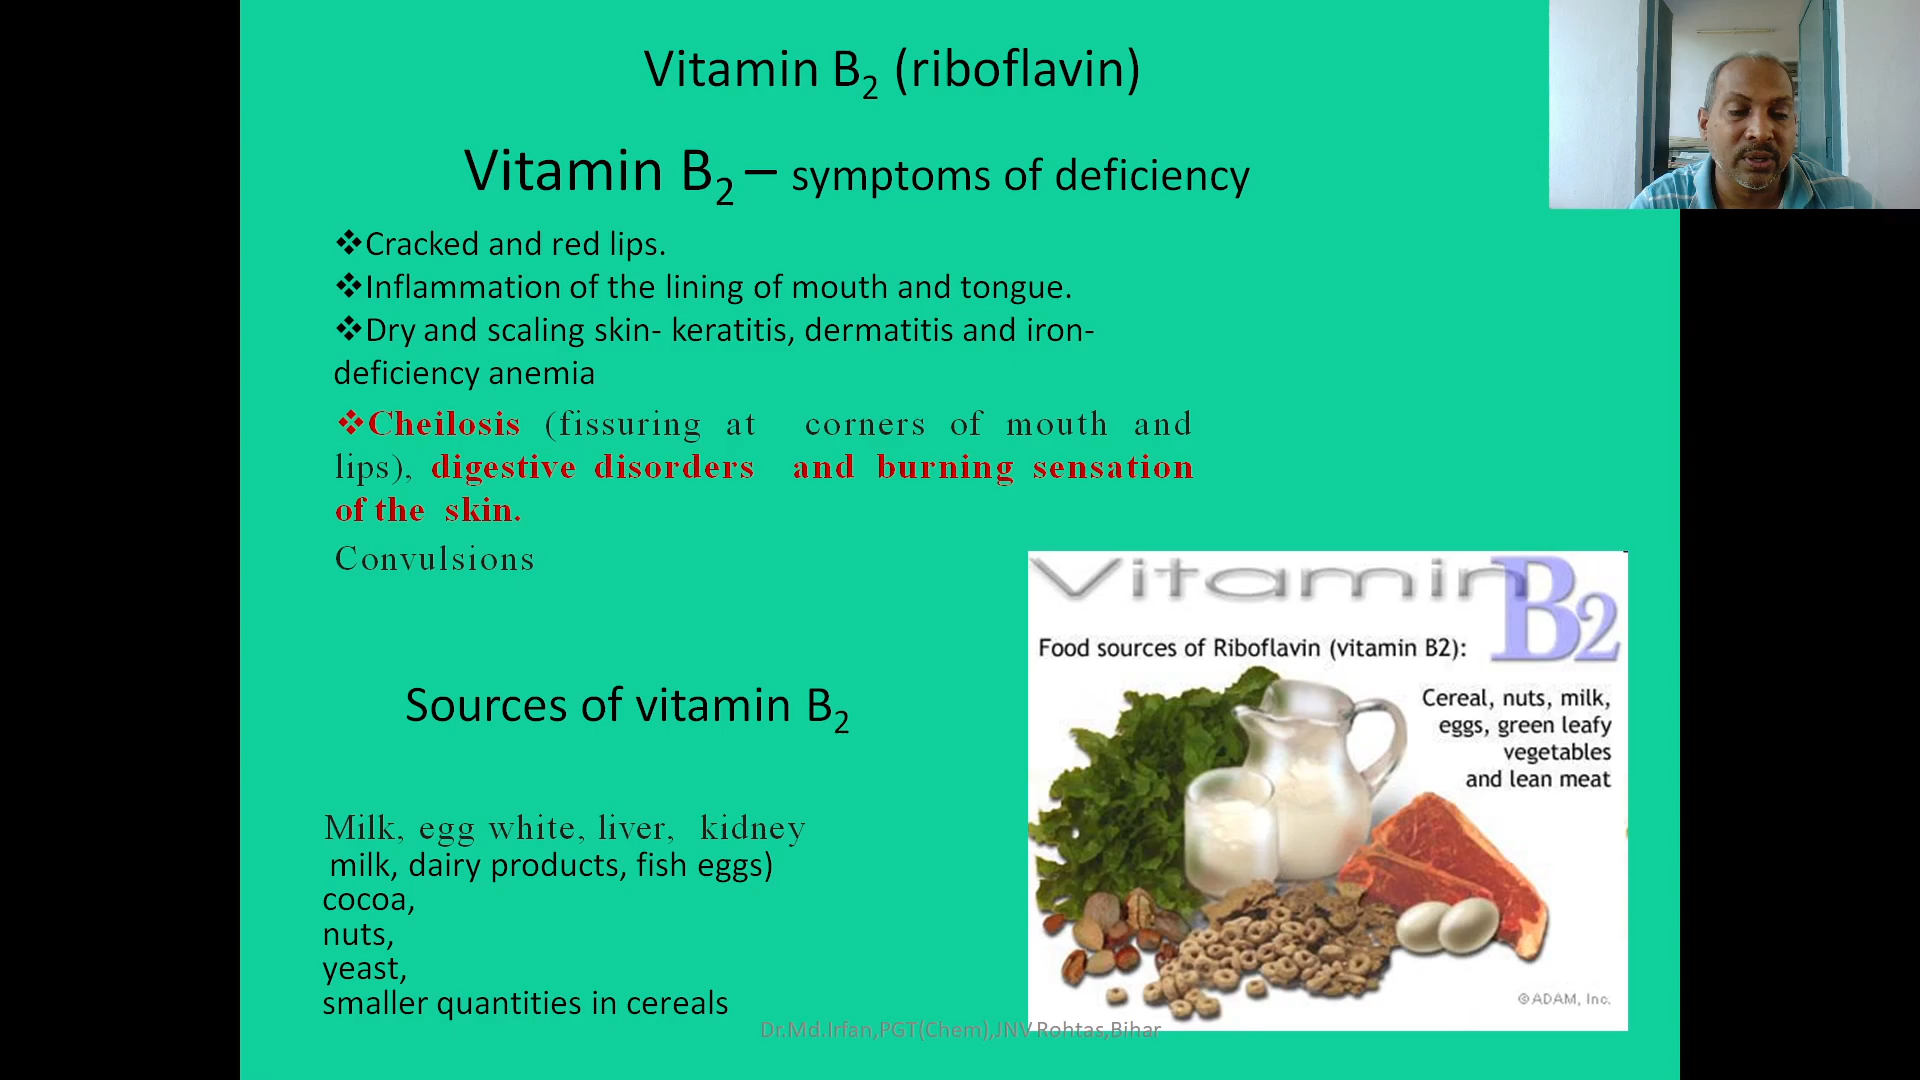 Vitamin B2 (riboflavin)
Vitamin B2 – symptoms of deficiency
❖Cracked and red lips.
❖Inflammation of the lining of mouth and tongue.
❖Dry and scaling skin- keratitis, dermatitis and iron-
deficiency anemia
❖Cheilosis (fissuring at corners of mouth and
lips), digestive disorders and burning sensation
of the skin.
Convulsions
Vitamin B2
Food sources of Riboflavin (vitamin B2):
Cereal, nuts, milk,
eggs, green leafy
vegetables
and lean meat
©ADAM, Inc.
Sources of vitamin B2
Milk, egg white, liver, kidney
milk, dairy products, fish eggs)
cocoa,
nuts,
yeast,
smaller quantities in cereals
Dr.Md.Irfan,PGT(Chem),JNV Rohtas,Bihar